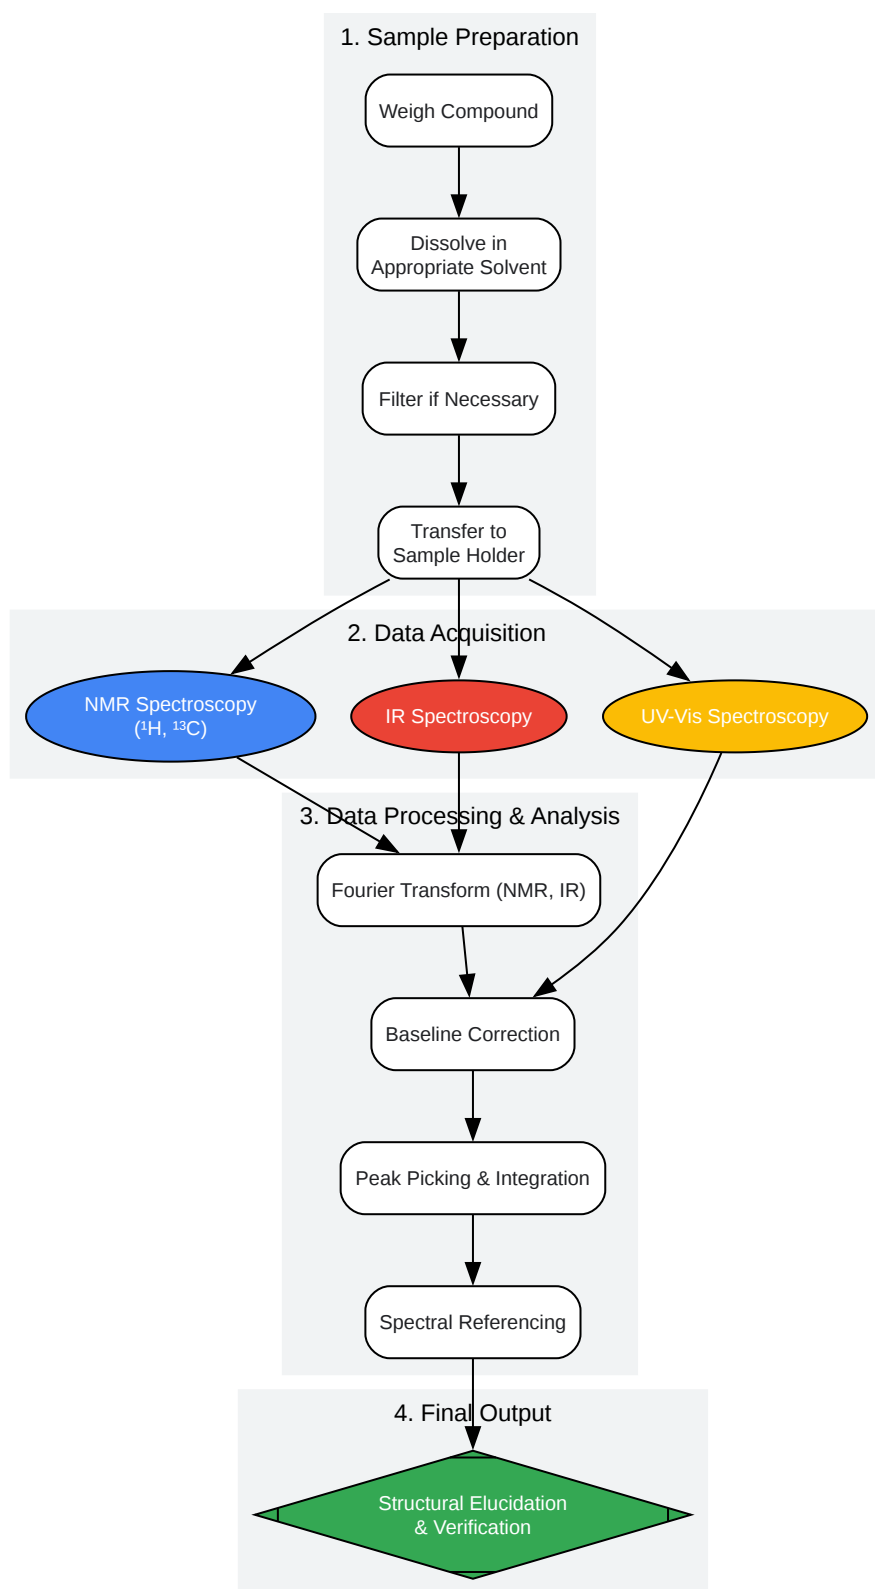 1. Sample Preparation
Weigh Compound
Dissolve in
Appropriate Solvent
Filter if Necessary
Transfer to
Sample Holder
2. Data Acquisition
NMR Spectroscopy
(¹H, ¹³C)
IR Spectroscopy
UV-Vis Spectroscopy
3. Data Processing & Analysis
Fourier Transform (NMR, IR)
Baseline Correction
Peak Picking & Integration
Spectral Referencing
4. Final Output
Structural Elucidation
& Verification